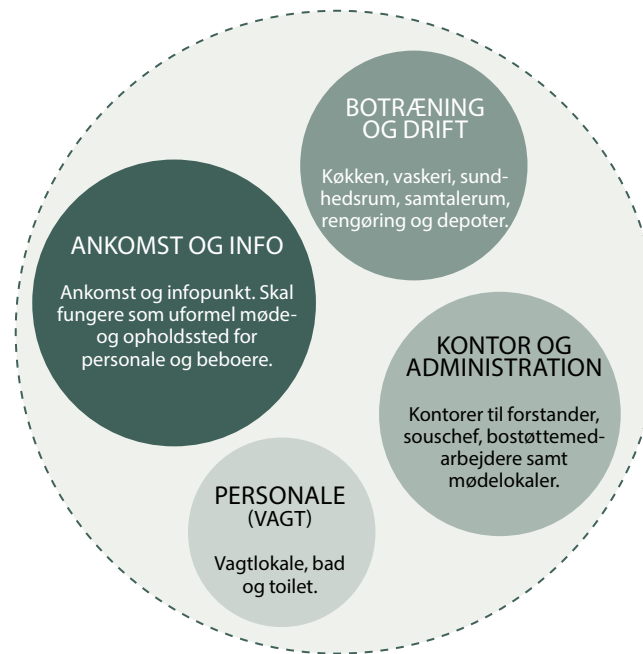 BOTRÆNING
OG DRIFT
Køkken, vaskeri, sund-
hedsrum, samtalerum,
rengøring og depoter.
ANKOMST OG INFO
Ankomst og infopunkt. Skal
fungere som uformel møde-
og opholdssted for
personale og beboere.
KONTOR OG
ADMINISTRATION
Kontorer til forstander,
souschef, bostøttemed-
arbejdere samt
mødelokaler.
PERSONALE
(VAGT)
Vagtlokale, bad
og toilet.